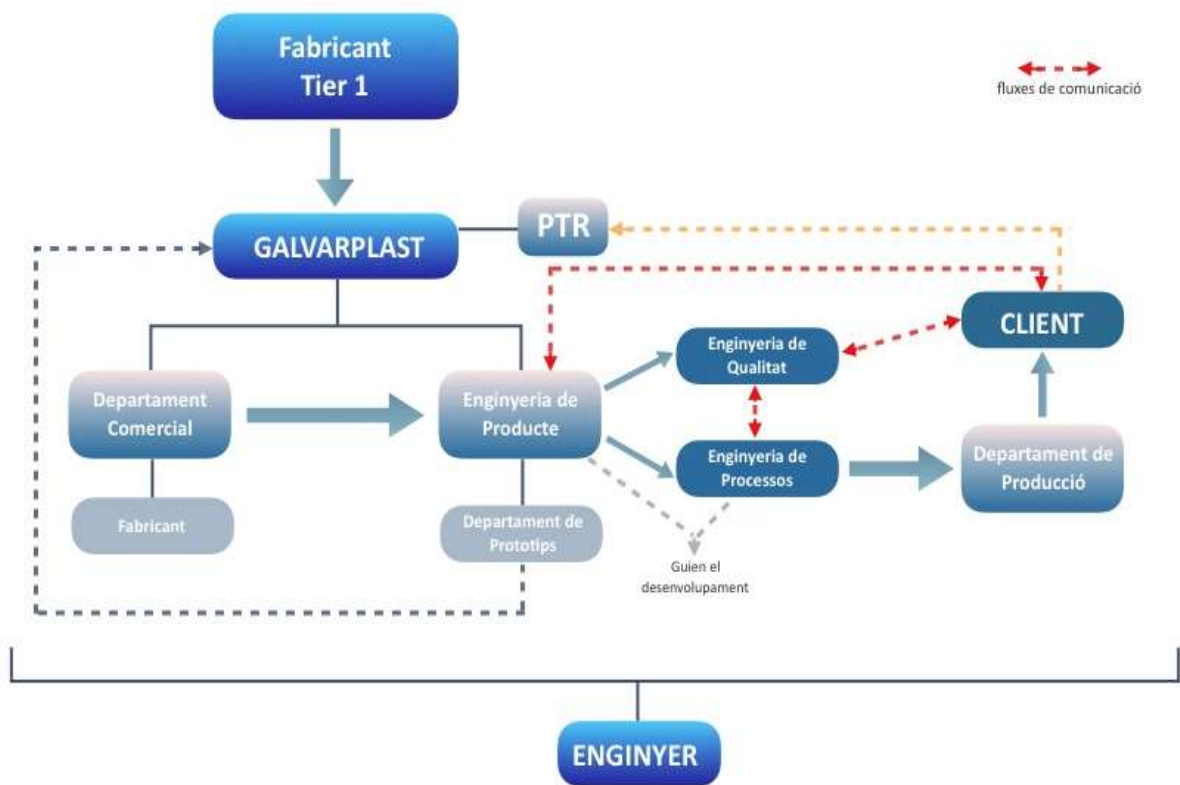 Fabricant
Tier 1
fluxes de comunicació
PTR
GALVARPLAST
CLIENT
Enginyeria de
Qualitat
Departament
Comercial
Enginyeria de
Producte
Enginyeria de
Processos
Departament de
Producció
Fabricant
Departament de
Prototips
Guien el
desenvolupament
ENGINYER